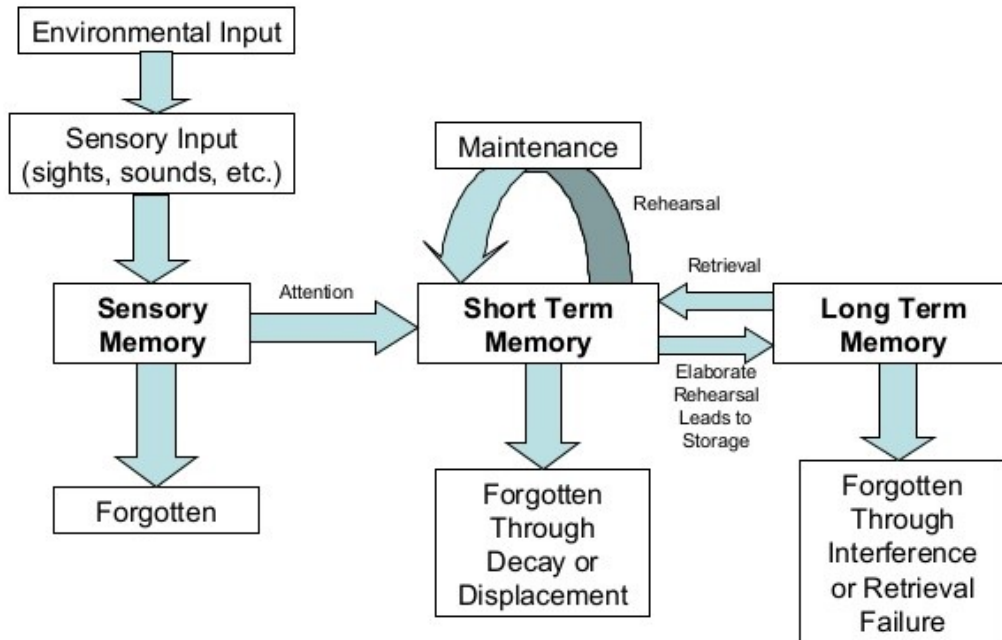 Environmental Input
Sensory Input
(sights, sounds, etc.)
Maintenance
Rehearsal
Retrieval
Attention
Sensory
Memory
Short Term
Memory
Long Term
Memory
Elaborate
Rehearsal
Leads to
Storage
Forgotten
Forgotten
Through
Decay or
Displacement
Forgotten
Through
Interference
or Retrieval
Failure